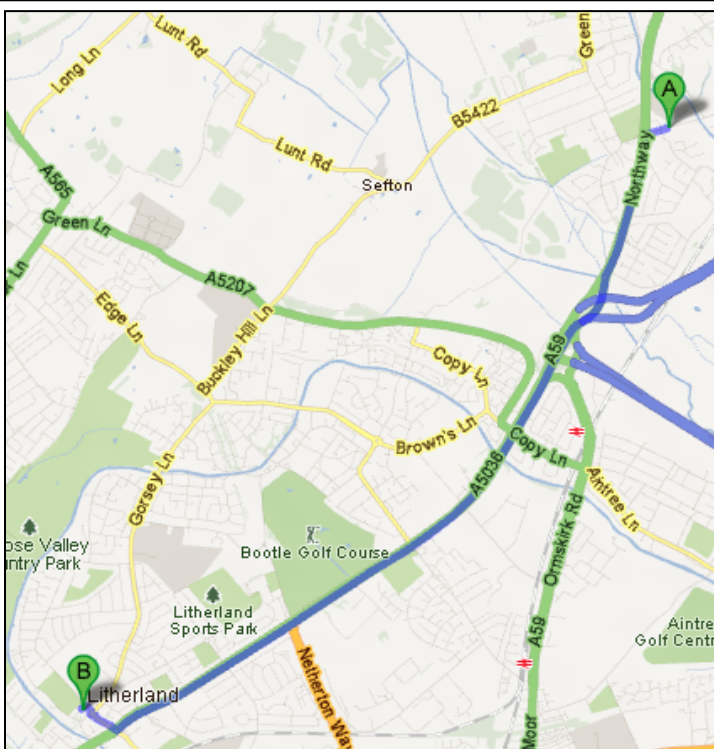 Lunt Rd
Green
Long Ln
A
B5422
Lunt Rd
Sefton
Northway
A565
Green Ln
A5207
Edge Ln
Buckley Hill Ln
A59
Copy Ln
Brown's Ln
Copy Ln
A5036
Gorsey Ln
Aintree Ln
Ormskirk Rd
ose Valley
untry Park
Bootle Golf Course
Litherland
Sports Park
A59
Aintre
Golf Centr
B
Litherland
Netherton Way
Moor